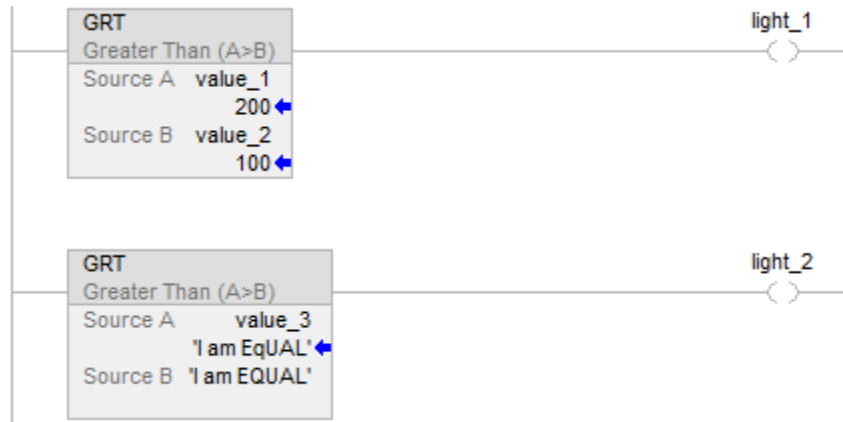 GRT
Greater Than (A>B)
Source A value_1
200
Source B value_2
100
light_1
GRT
Greater Than (A>B)
Source A value_3
'I am EqUAL'
Source B 'I am EQUAL'
light_2